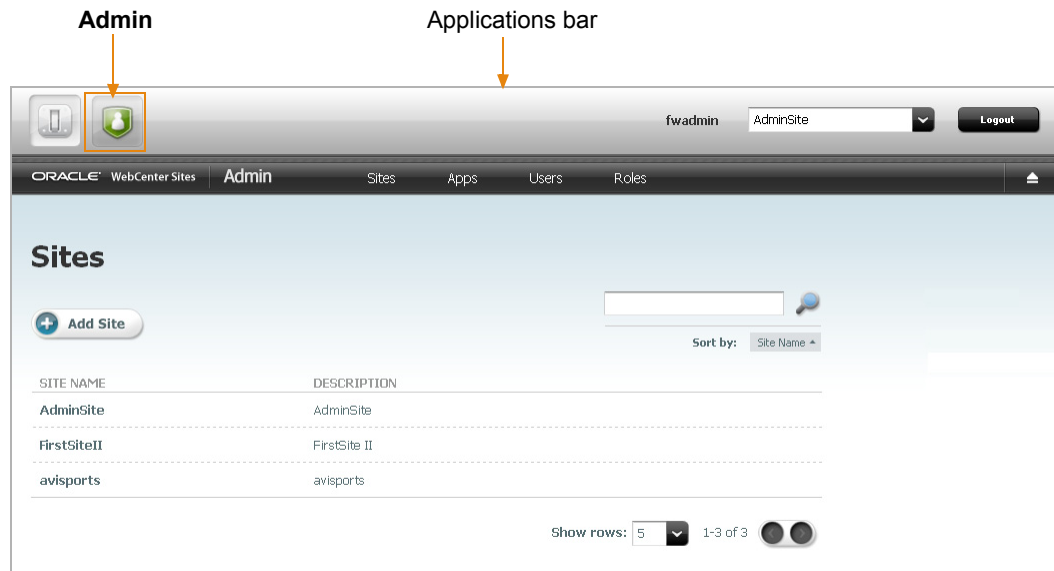 Admin Applications bar
fwadmin AdminSite Logout
ORACLE WebCenter Sites Admin Sites Apps Users Roles
Sites
Add Site
Sort by: Site Name
SITE NAME DESCRIPTION
AdminSite AdminSite
FirstSiteII FirstSite II
avisports avisports
Show rows: 5 1-3 of 3